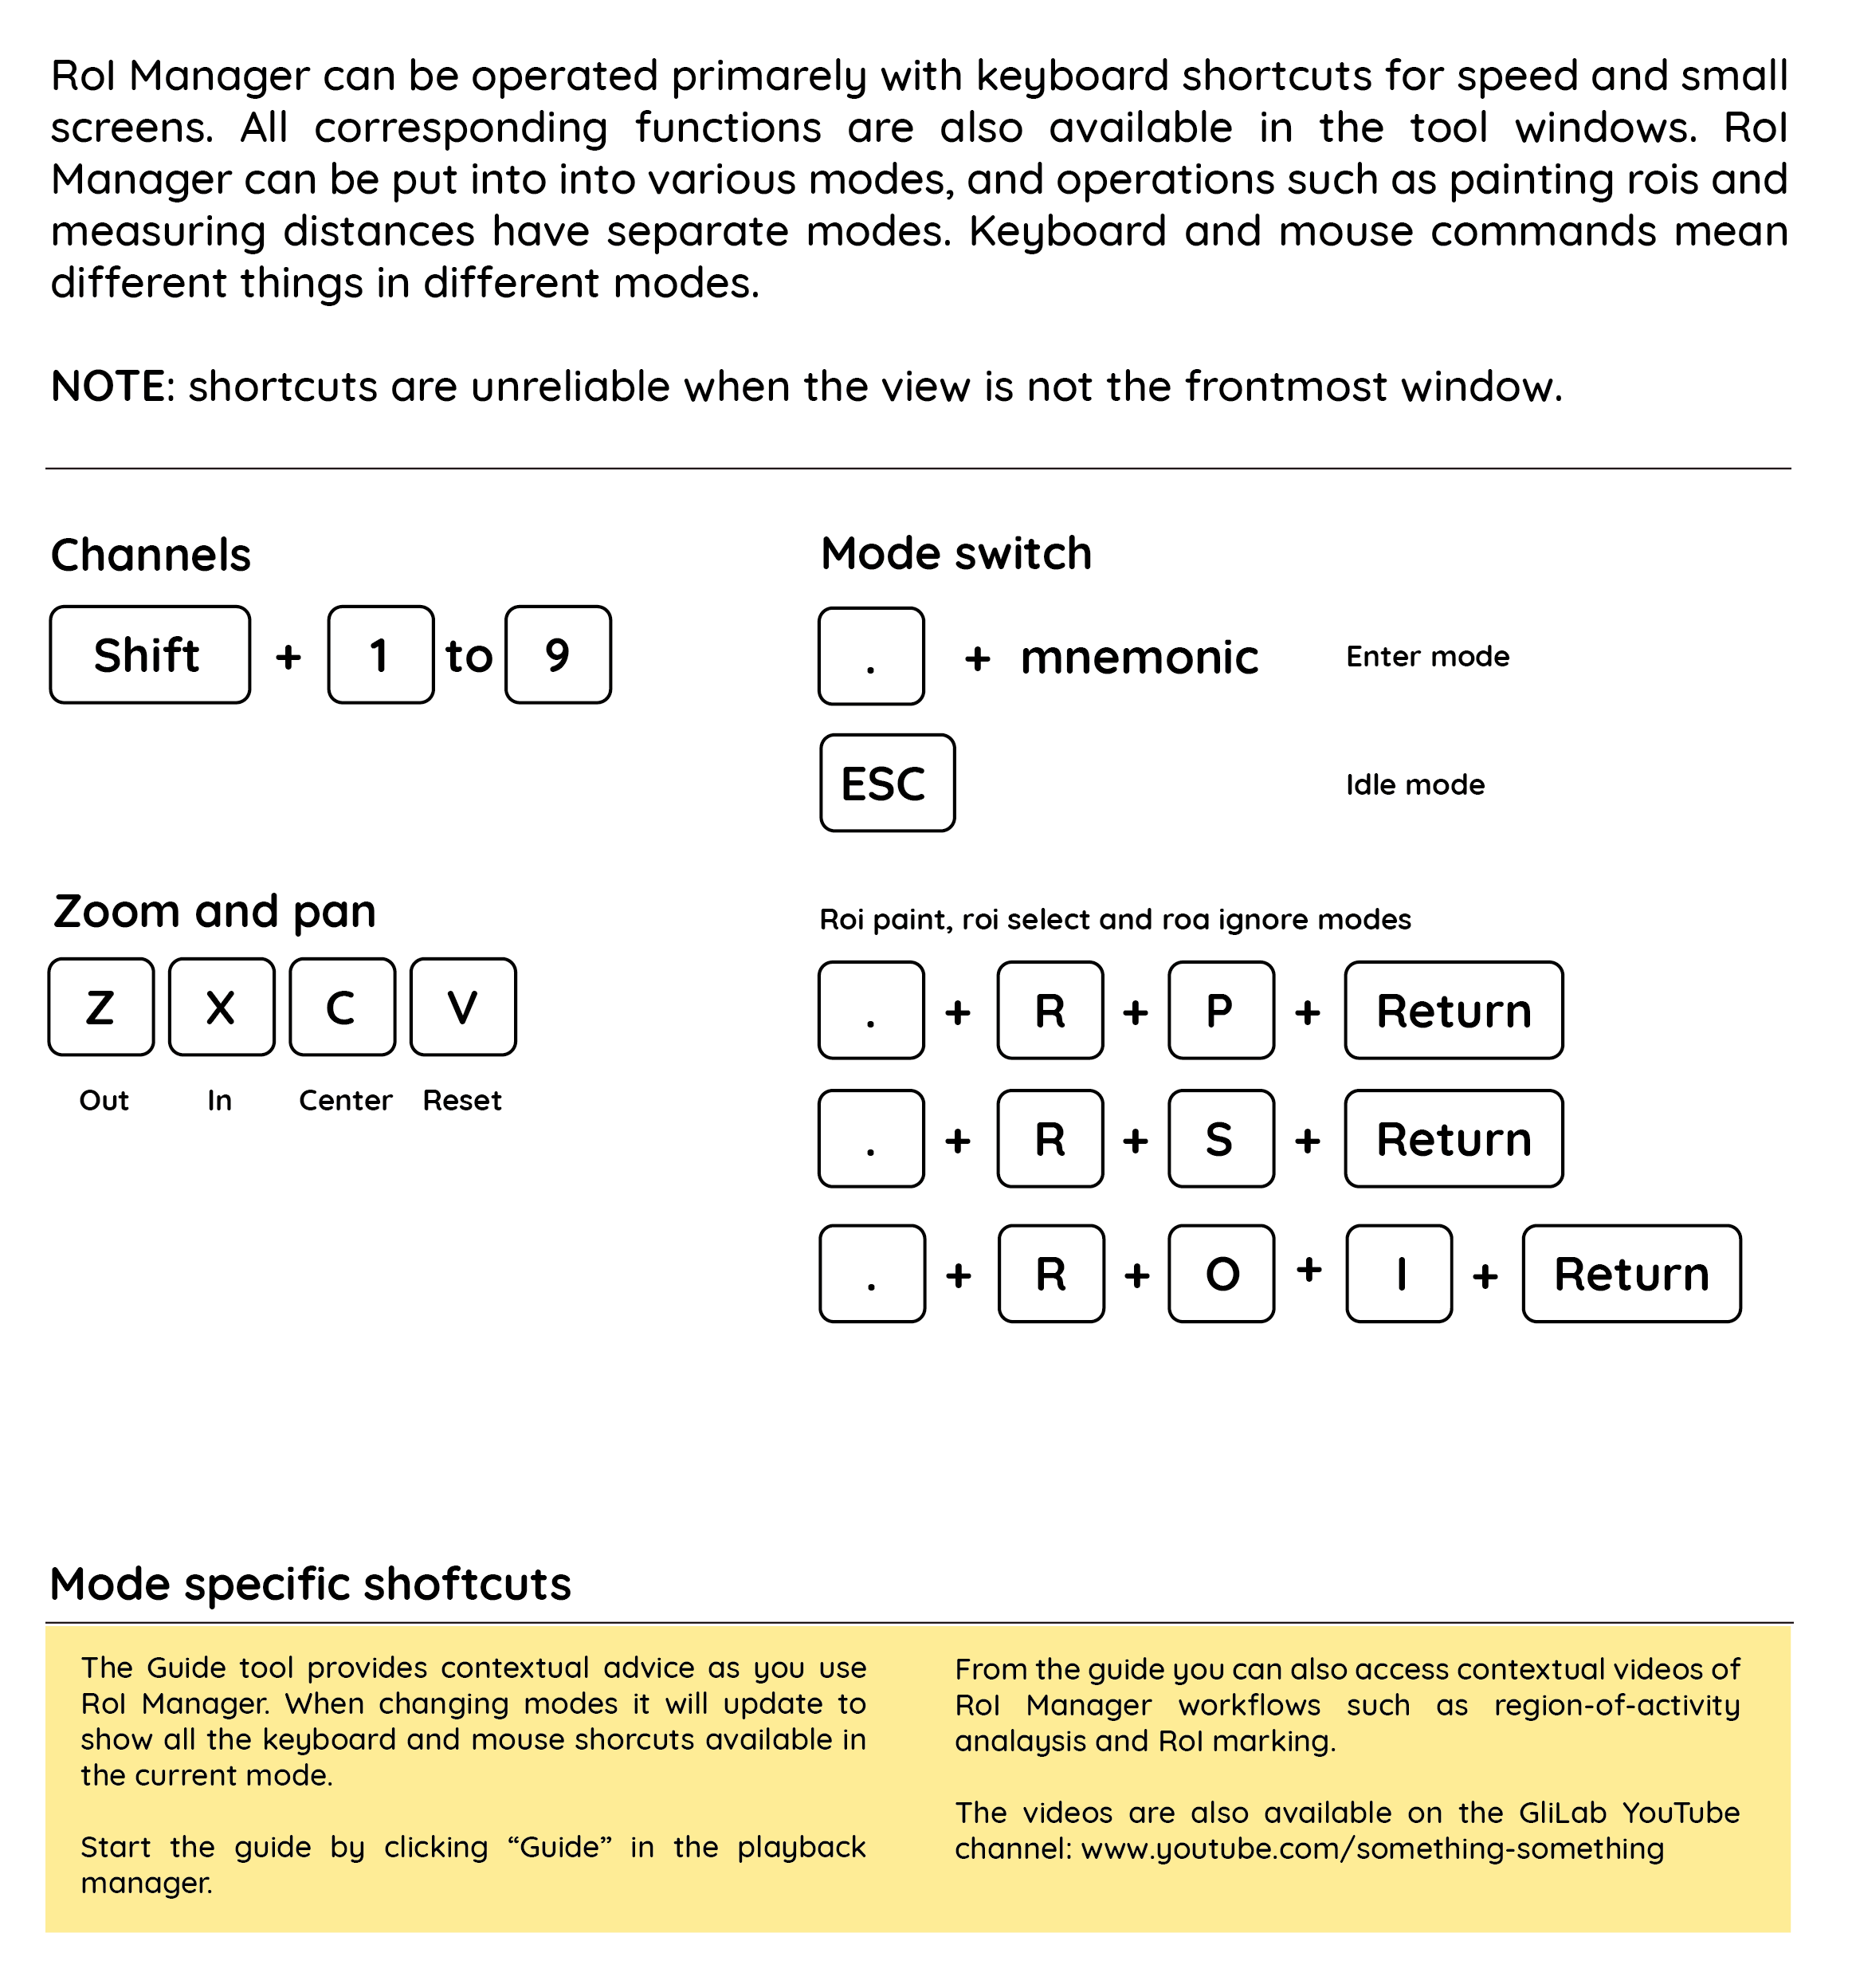 RoI Manager can be operated primarely with keyboard shortcuts for speed and small
screens. All corresponding functions are also available in the tool windows. RoI
Manager can be put into into various modes, and operations such as painting rois and
measuring distances have separate modes. Keyboard and mouse commands mean
different things in different modes.
NOTE: shortcuts are unreliable when the view is not the frontmost window.
Channels
Shift + 1 to 9
Mode switch
. + mnemonic Enter mode
ESC Idle mode
Zoom and pan
Z X C V
Out In Center Reset
Roi paint, roi select and roa ignore modes
. + R + P + Return
. + R + S + Return
. + R + O + I + Return
Mode specific shoftcuts
The Guide tool provides contextual advice as you use
RoI Manager. When changing modes it will update to
show all the keyboard and mouse shorcuts available in
the current mode.
Start the guide by clicking “Guide” in the playback
manager.
From the guide you can also access contextual videos of
RoI Manager workflows such as region-of-activity
analaysis and RoI marking.
The videos are also available on the GliLab YouTube
channel: www.youtube.com/something-something